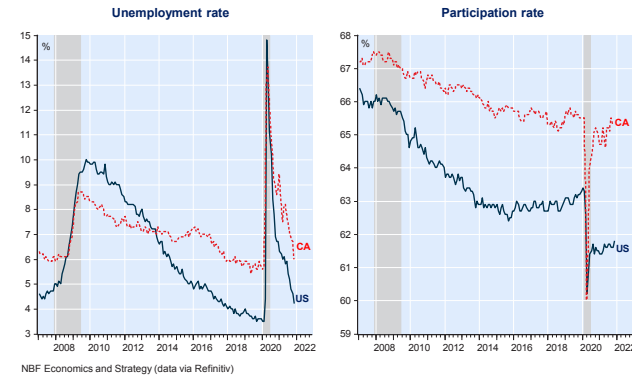 Unemployment rate
15
%
14
13
12
11
10
9
8
7
6
5
4
3
CA
US
2008 2010 2012 2014 2016 2018 2020 2022
Participation rate
68
%
67
66
65
64
63
62
61
60
59
CA
US
2008 2010 2012 2014 2016 2018 2020 2022
NBF Economics and Strategy (data via Refinitiv)